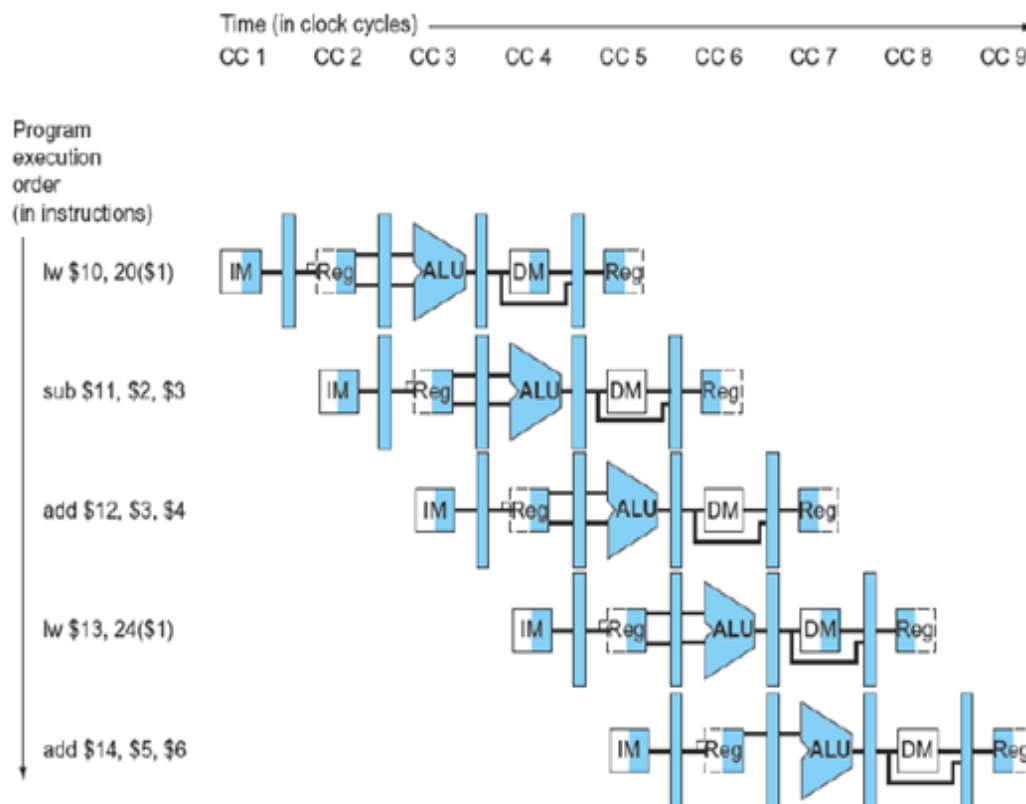 Time (in clock cycles)
CC 1 CC 2 CC 3 CC 4 CC 5 CC 6 CC 7 CC 8 CC 9
Program
execution
order
(in instructions)
lw $10, 20($1) IM Reg ALU DM Reg
sub $11, $2, $3 IM Reg ALU DM Reg
add $12, $3, $4 IM Reg ALU DM Reg
lw $13, 24($1) IM Reg ALU DM Reg
add $14, $5, $6 IM Reg ALU DM Reg